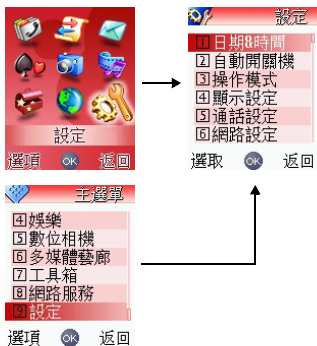 設定
選項 OK 返回
設定
1 日期&時間
2 自動開關機
3 操作模式
4 顯示設定
5 通話設定
6 網路設定
選取 OK 返回
主選單
4 娛樂
5 數位相機
6 多媒體藝廊
7 工具箱
8 網路服務
9 設定
選項 OK 返回